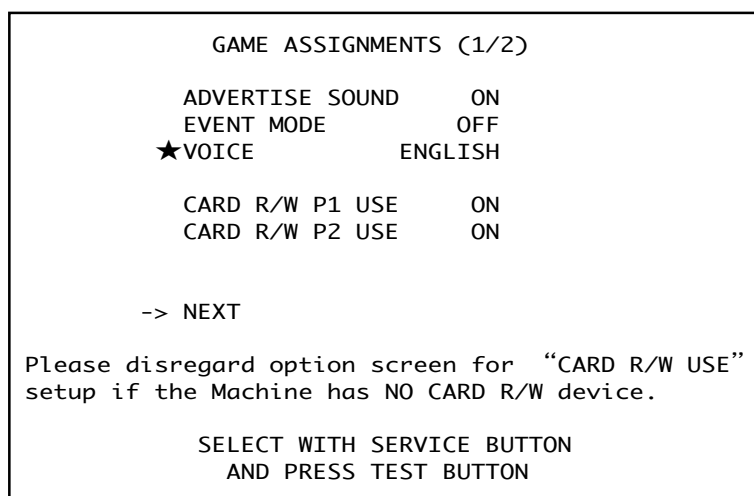 GAME ASSIGNMENTS (1/2)
ADVERTISE SOUND ON
EVENT MODE OFF
★VOICE ENGLISH
CARD R/W P1 USE ON
CARD R/W P2 USE ON
-> NEXT
Please disregard option screen for “CARD R/W USE”
setup if the Machine has NO CARD R/W device.
SELECT WITH SERVICE BUTTON
AND PRESS TEST BUTTON